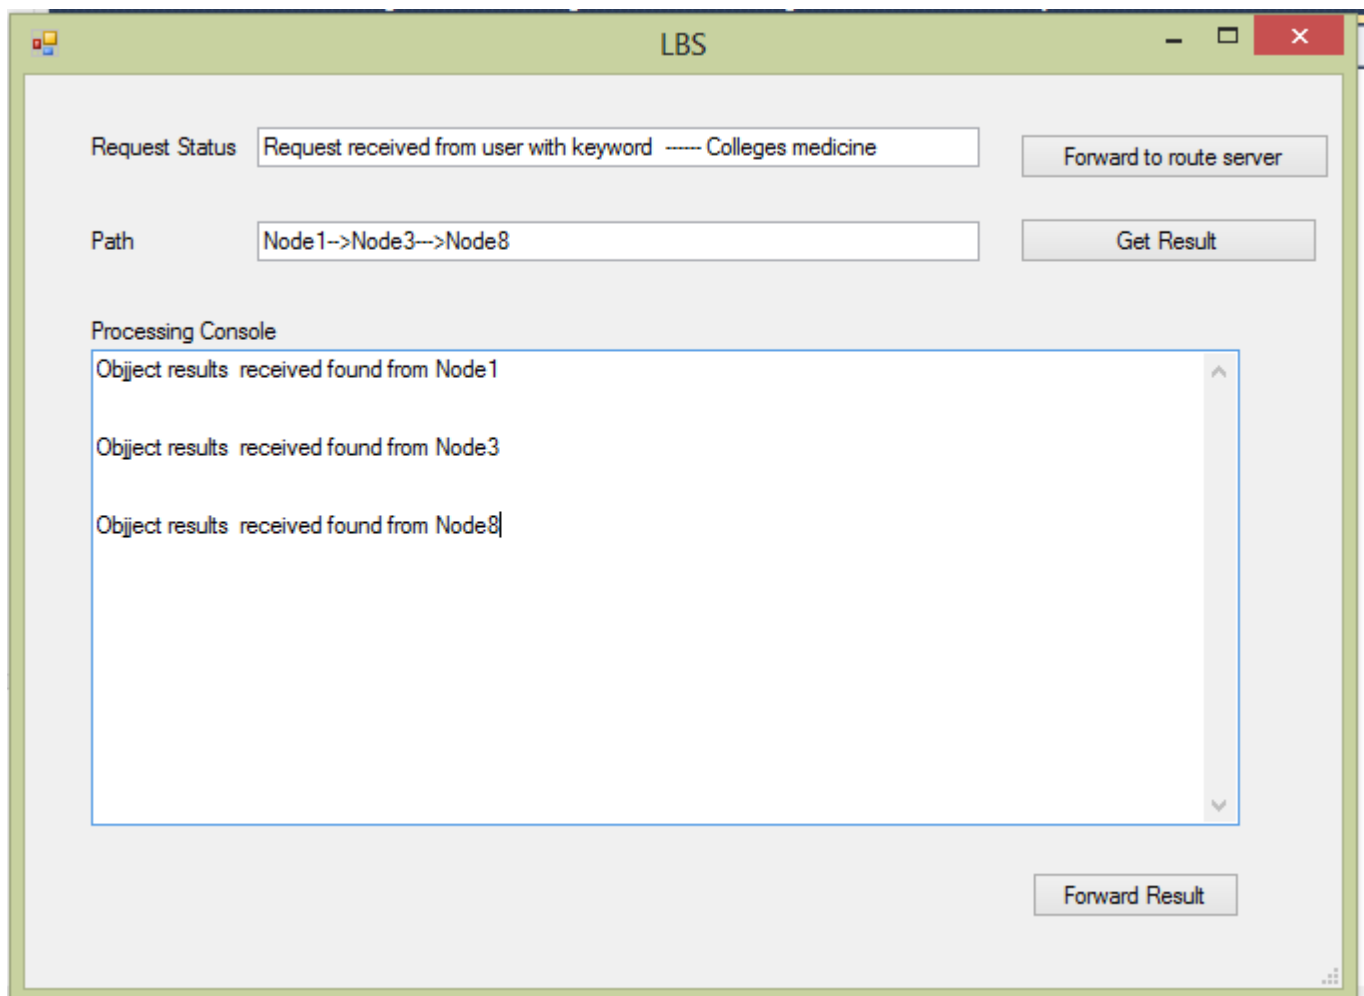 LBS
Request Status
Request received from user with keyword ------ Colleges medicine
Forward to route server
Path
Node1-->Node3--->Node8
Get Result
Processing Console
Objject results  received found from Node1
Objject results  received found from Node3
Objject results  received found from Node8
Forward Result